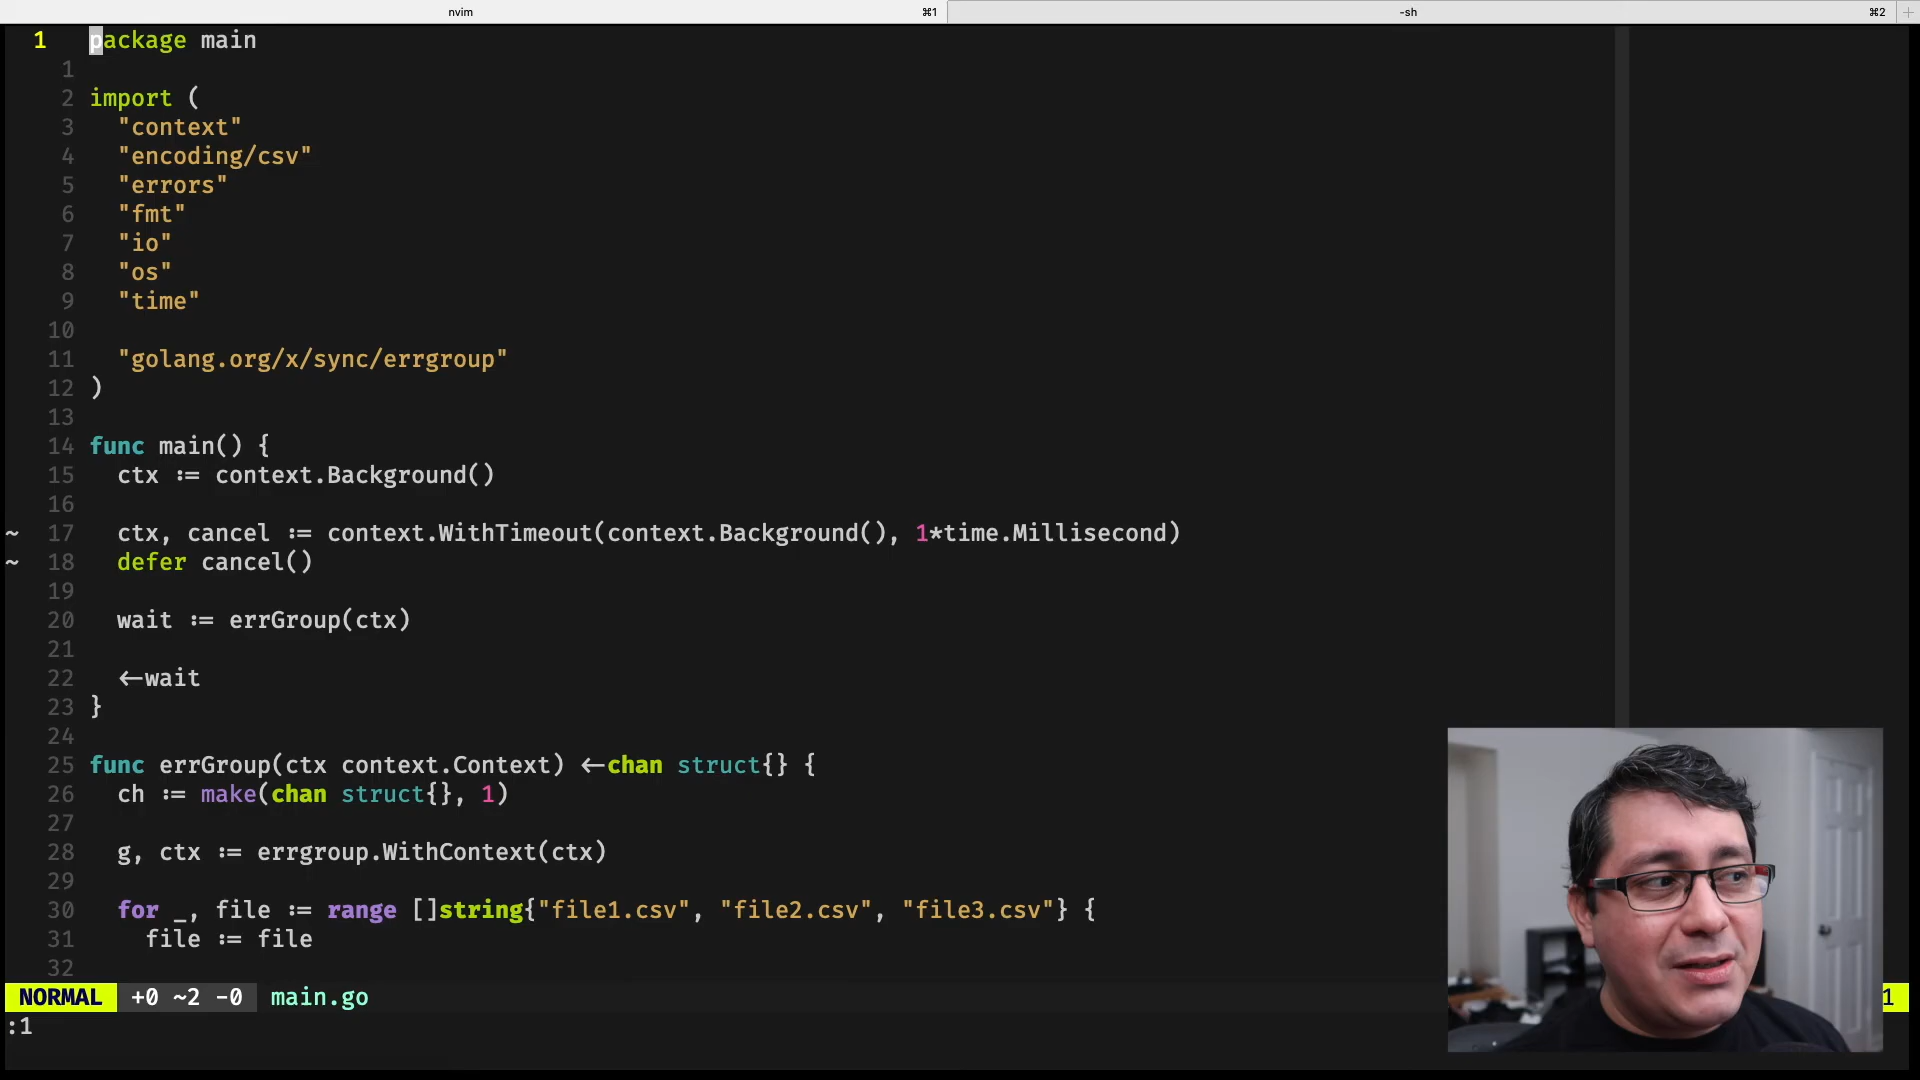 nvim ⌘1 -sh ⌘2 +
1 package main
1
2 import (
3 "context"
4 "encoding/csv"
5 "errors"
6 "fmt"
7 "io"
8 "os"
9 "time"
10
11 "golang.org/x/sync/errgroup"
12 )
13
14 func main() {
15 ctx := context.Background()
16
~ 17 ctx, cancel := context.WithTimeout(context.Background(), 1*time.Millisecond)
~ 18 defer cancel()
19
20 wait := errGroup(ctx)
21
22 <-wait
23 }
24
25 func errGroup(ctx context.Context) <-chan struct{} {
26 ch := make(chan struct{}, 1)
27
28 g, ctx := errgroup.WithContext(ctx)
29
30 for _, file := range []string{"file1.csv", "file2.csv", "file3.csv"} {
31 file := file
32
NORMAL +0 ~2 -0 main.go 1
:1